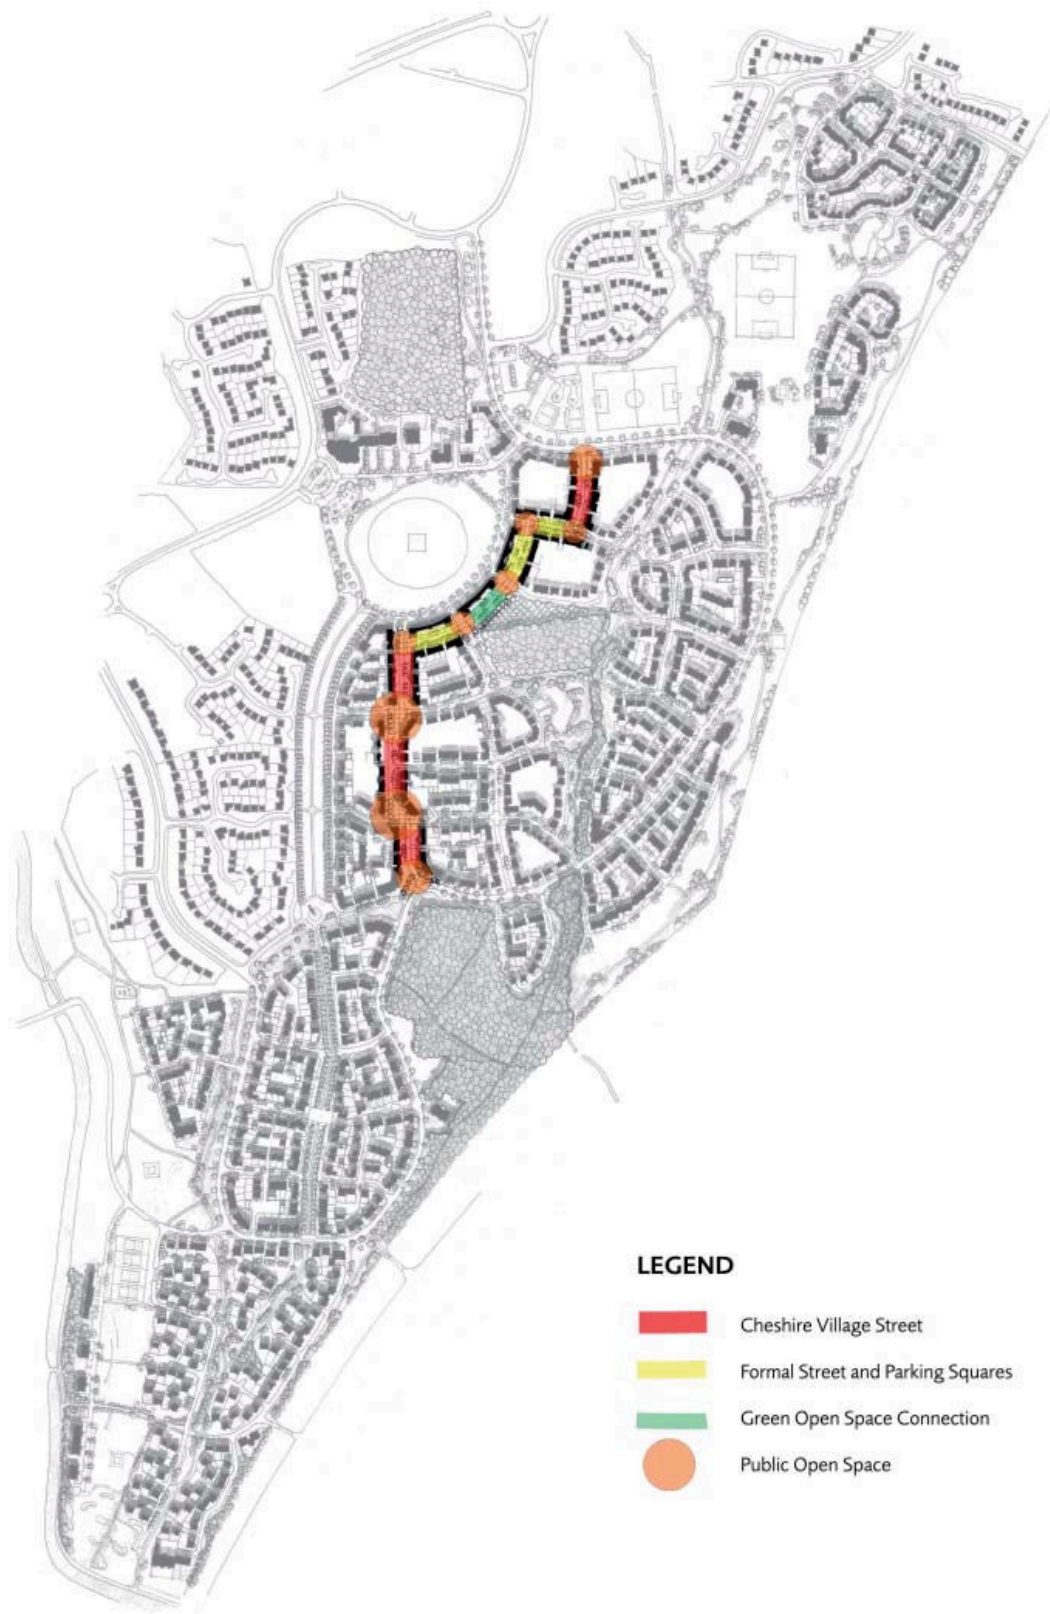 LEGEND
Cheshire Village Street
Formal Street and Parking Squares
Green Open Space Connection
Public Open Space